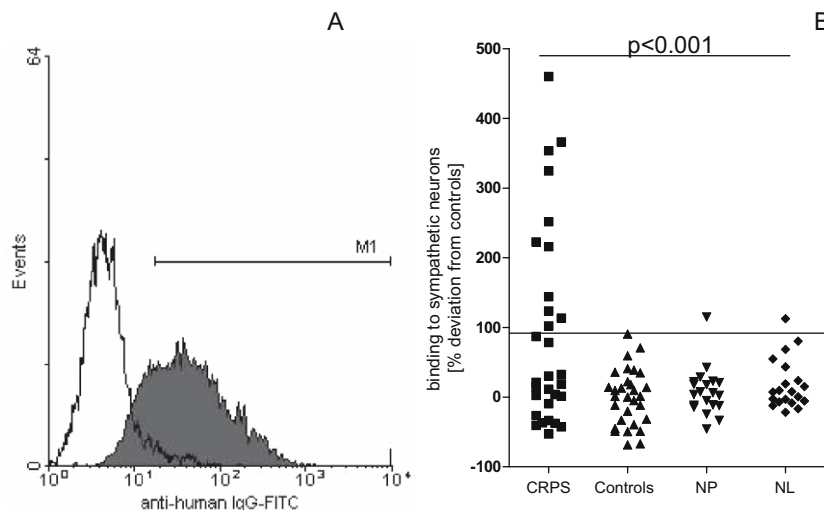 A
64
Events
0
M1
10^0 10^1 10^2 10^3 10^4
anti-human IgG-FITC
B
p<0.001
binding to sympathetic neurons
[% deviation from controls]
500
400
300
200
100
0
-100
CRPS Controls NP NL